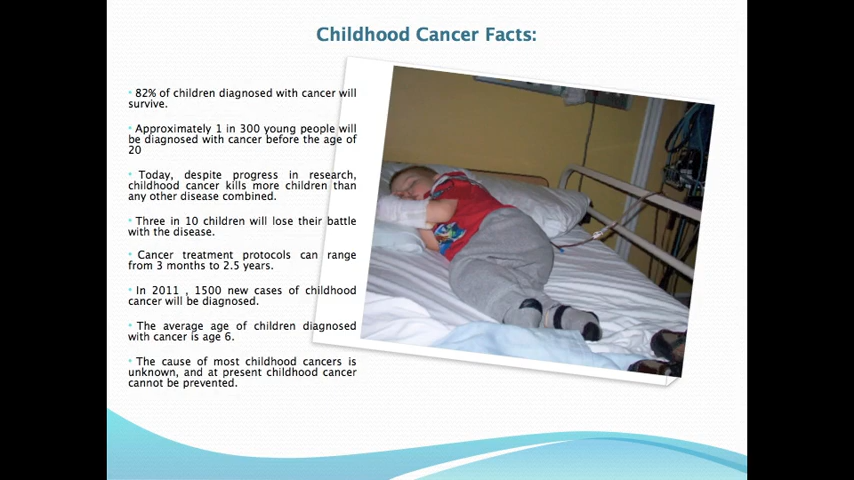 Childhood Cancer Facts:
• 82% of children diagnosed with cancer will
survive.
• Approximately 1 in 300 young people will
be diagnosed with cancer before the age of
20
• Today, despite progress in research,
childhood cancer kills more children than
any other disease combined.
• Three in 10 children will lose their battle
with the disease.
• Cancer treatment protocols can range
from 3 months to 2.5 years.
• In 2011 , 1500 new cases of childhood
cancer will be diagnosed.
• The average age of children diagnosed
with cancer is age 6.
• The cause of most childhood cancers is
unknown, and at present childhood cancer
cannot be prevented.